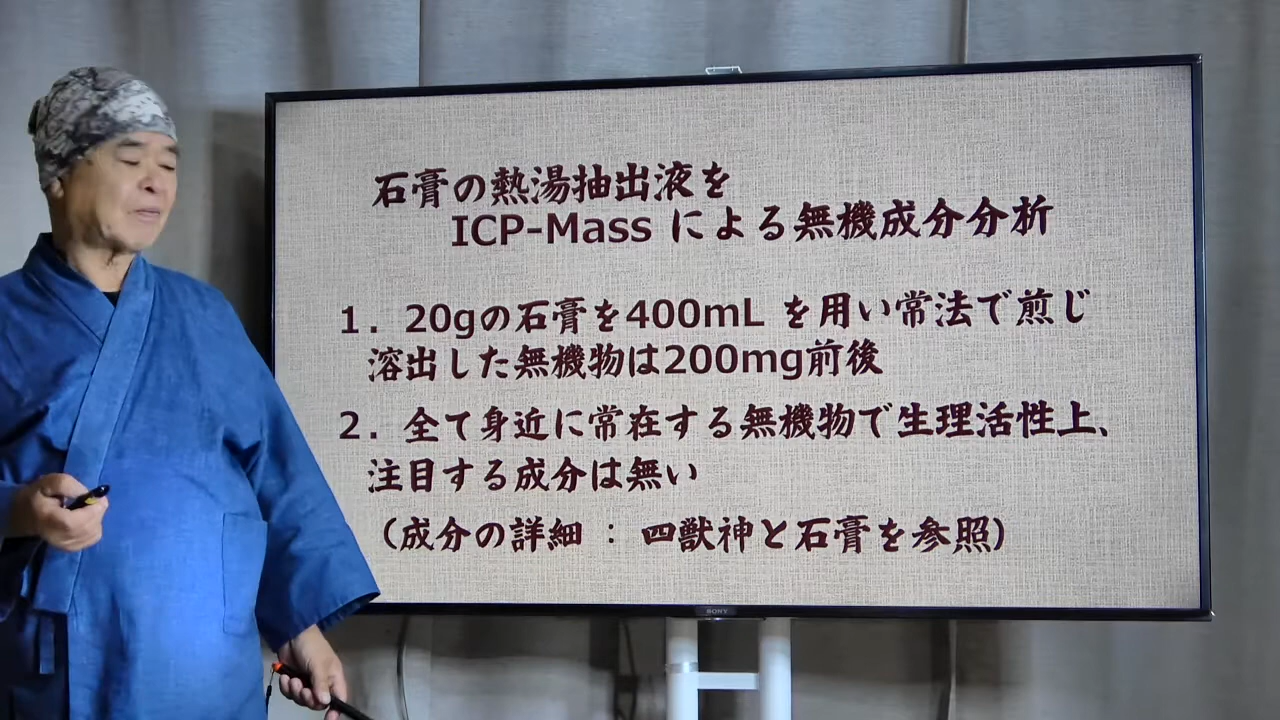 石膏の熱湯抽出液を
ICP-Mass による無機成分分析
1．20gの石膏を400mL を用い常法で煎じ
溶出した無機物は200mg前後
2．全て身近に常在する無機物で生理活性上、
注目する成分は無い
（成分の詳細 ： 四獣神と石膏を参照）
SONY